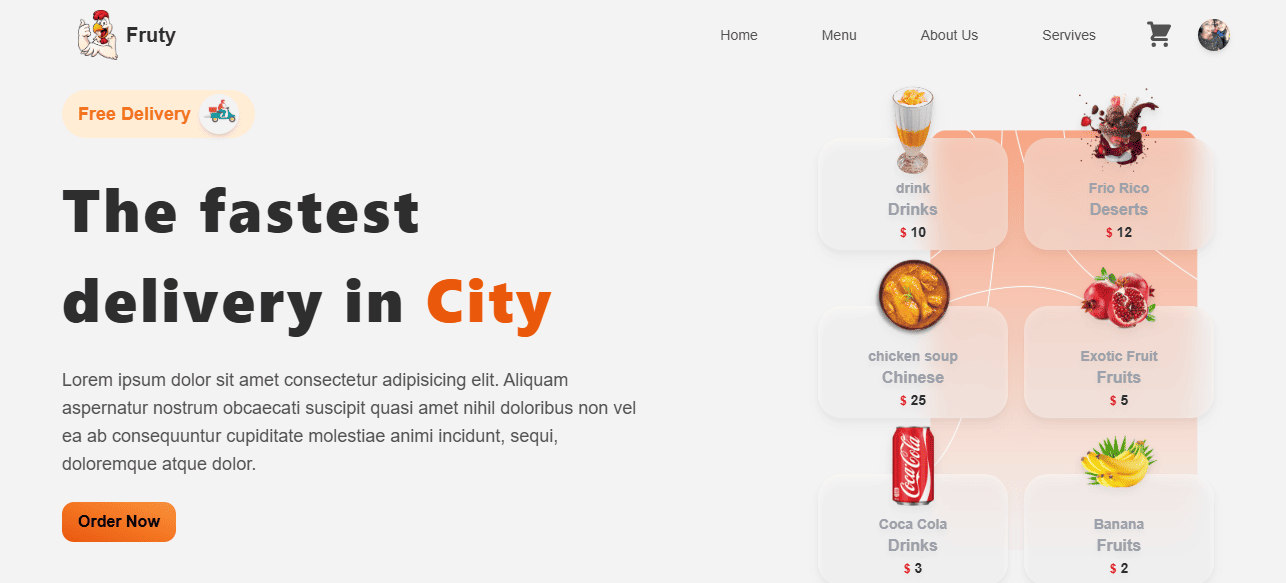 Fruty
Home
Menu
About Us
Servives
Free Delivery
The fastest
delivery in City
Lorem ipsum dolor sit amet consectetur adipisicing elit. Aliquam
aspernatur nostrum obcaecati suscipit quasi amet nihil doloribus non vel
ea ab consequuntur cupiditate molestiae animi incidunt, sequi,
doloremque atque dolor.
Order Now
drink
Drinks
$ 10
Frio Rico
Deserts
$ 12
chicken soup
Chinese
$ 25
Exotic Fruit
Fruits
$ 5
Coca-Cola
Coca Cola
Drinks
$ 3
Banana
Fruits
$ 2